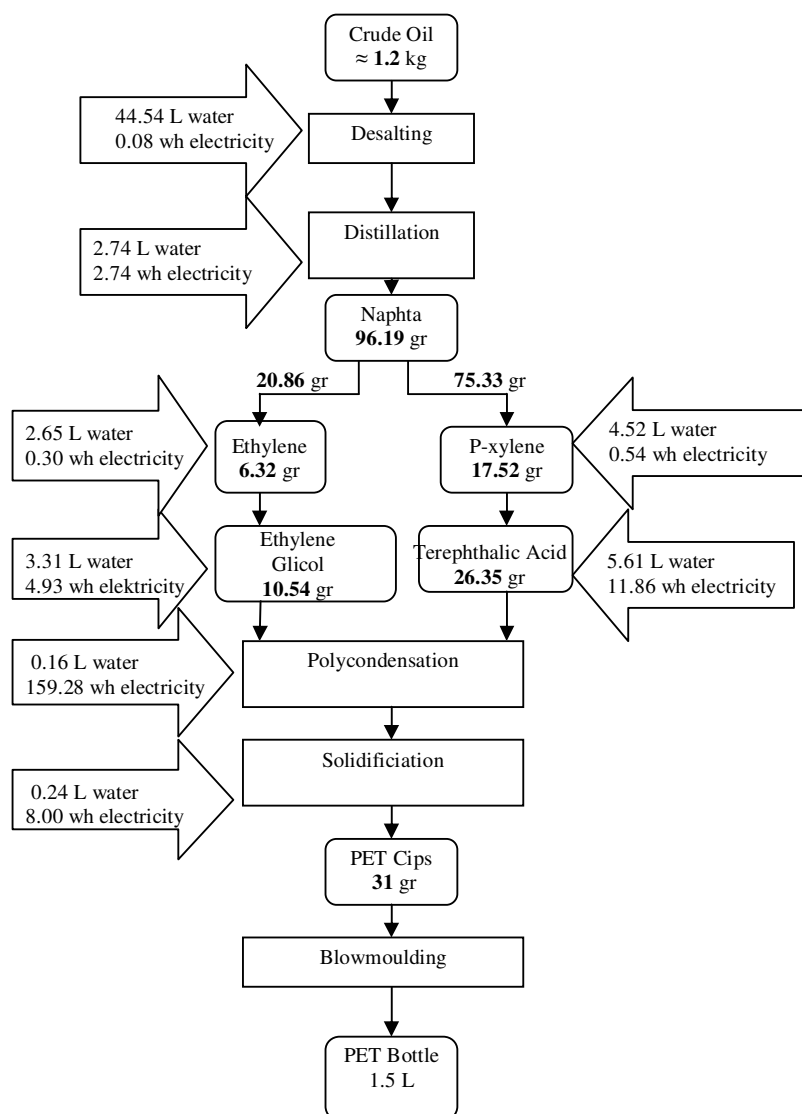 Crude Oil
≈ 1.2 kg
44.54 L water
0.08 wh electricity
Desalting
2.74 L water
2.74 wh electricity
Distillation
Naphta
96.19 gr
20.86 gr
75.33 gr
2.65 L water
0.30 wh electricity
Ethylene
6.32 gr
P-xylene
17.52 gr
4.52 L water
0.54 wh electricity
3.31 L water
4.93 wh elektricity
Ethylene
Glicol
10.54 gr
Terephthalic Acid
26.35 gr
5.61 L water
11.86 wh electricity
0.16 L water
159.28 wh electricity
Polycondensation
0.24 L water
8.00 wh electricity
Solidificiation
PET Cips
31 gr
Blowmoulding
PET Bottle
1.5 L